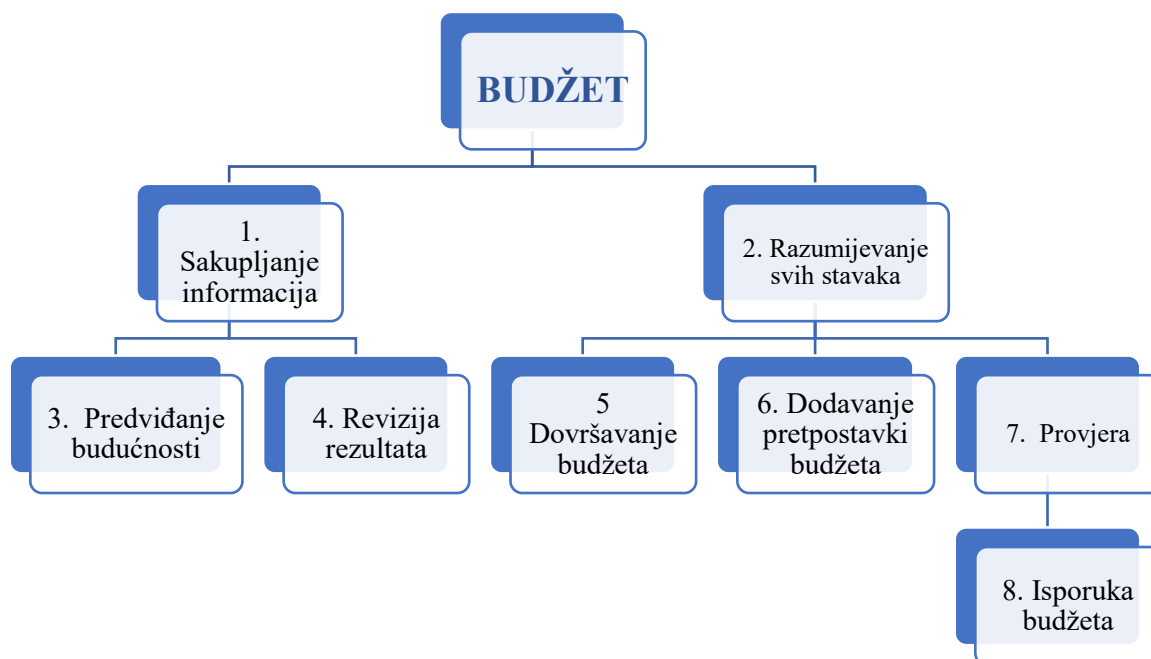 BUDŽET
1.
Sakupljanje
informacija
2. Razumijevanje
svih stavaka
3.  Predviđanje
budućnosti
4. Revizija
rezultata
5
Dovršavanje
budžeta
6. Dodavanje
pretpostavki
budžeta
7.  Provjera
8. Isporuka
budžeta